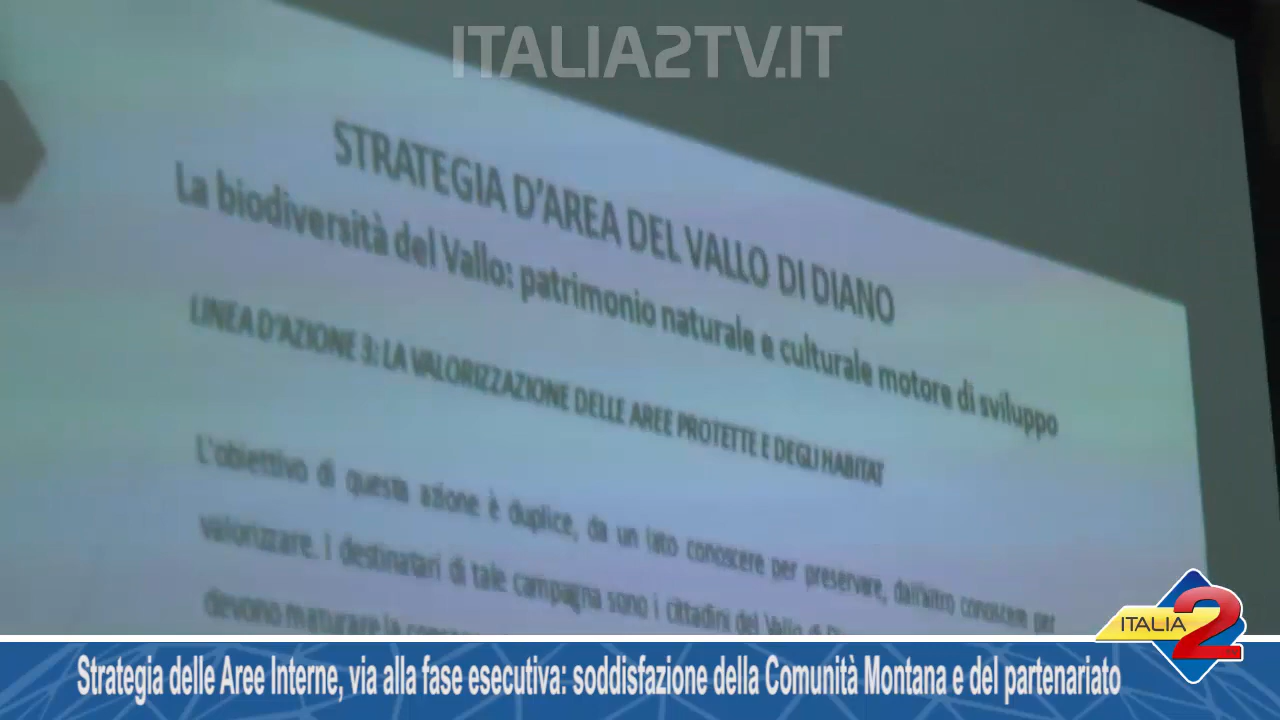 ITALIA2TV.IT
STRATEGIA D'AREA DEL VALLO DI DIANO
La biodiversità del Vallo: patrimonio naturale e culturale motore di sviluppo
LINEA D'AZIONE 3: LA VALORIZZAZIONE DELLE AREE PROTETTE E DEGLI HABITAT
L'obiettivo di questa azione è duplice, da un lato conoscere per preservare, dall'altro conoscere per
valorizzare. I destinatari di tale campagna sono i cittadini del Vallo di
devono maturare la
ITALIA 2
Strategia delle Aree Interne, via alla fase esecutiva: soddisfazione della Comunità Montana e del partenariato